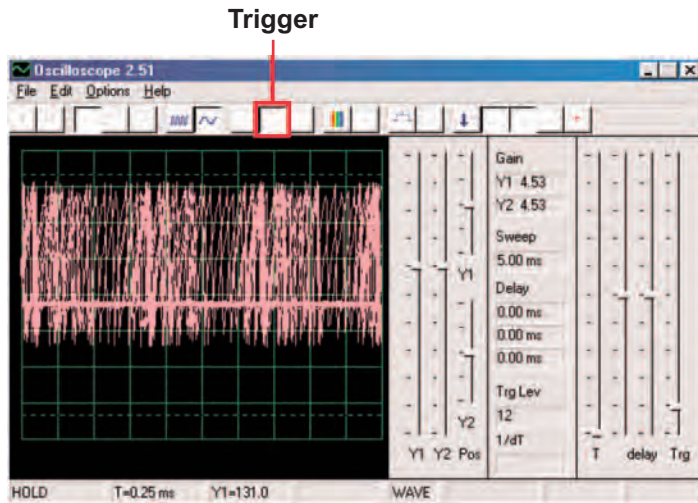 Trigger
Oscilloscope 2.51
File Edit Options Help
Gain
Y1 4.53
Y2 4.53
Sweep
5.00 ms
Delay
0.00 ms
0.00 ms
0.00 ms
Trg Lev
12
1/dT
Y1
Y2
Y1 Y2 Pos
T delay Trg
HOLD T=0.25 ms Y1=131.0 WAVE